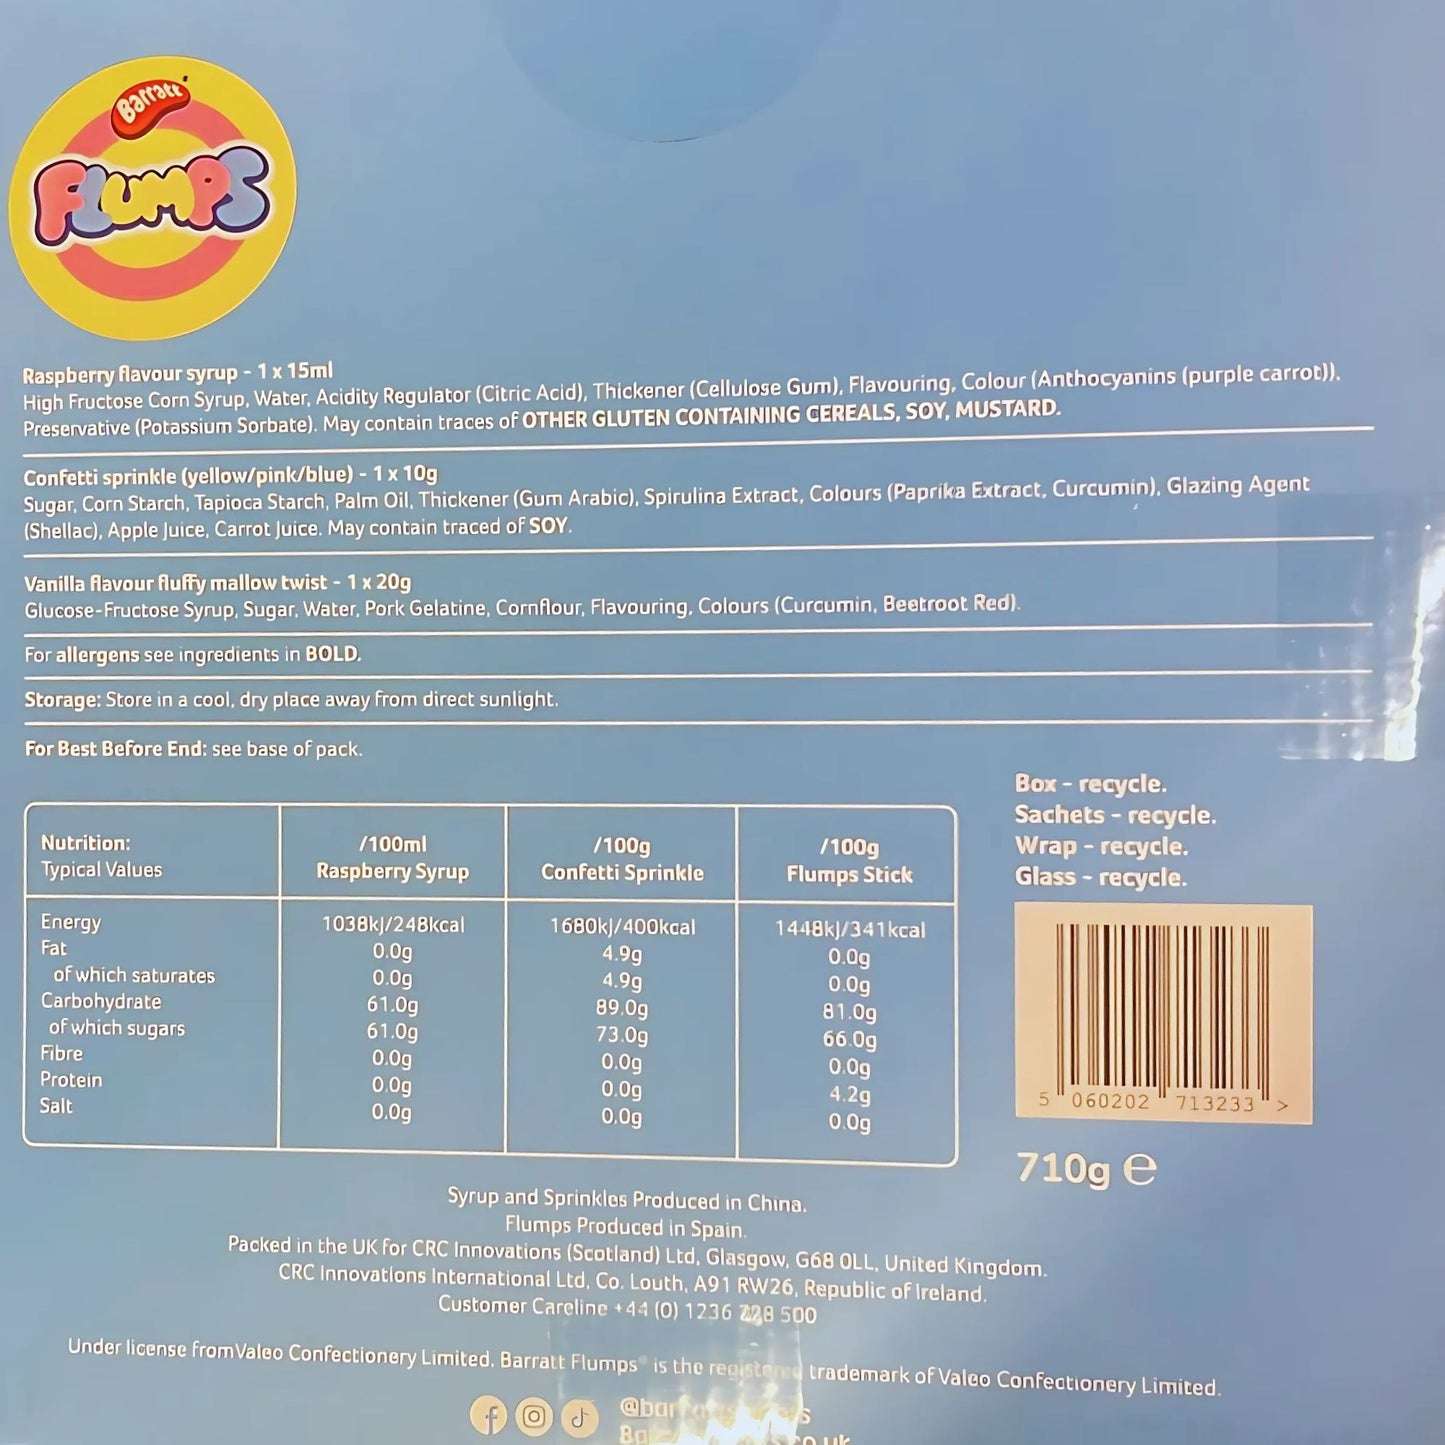 Barratt
FLUMPS
Raspberry flavour syrup - 1 x 15ml
High Fructose Corn Syrup, Water, Acidity Regulator (Citric Acid), Thickener (Cellulose Gum), Flavouring, Colour (Anthocyanins (purple carrot)).
Preservative (Potassium Sorbate). May contain traces of OTHER GLUTEN CONTAINING CEREALS, SOY, MUSTARD.
Confetti sprinkle (yellow/pink/blue) - 1 x 10g
Sugar, Corn Starch, Tapioca Starch, Palm Oil, Thickener (Gum Arabic), Spirulina Extract, Colours (Paprika Extract, Curcumin), Glazing Agent
(Shellac), Apple Juice, Carrot Juice. May contain traced of SOY.
Vanilla flavour fluffy mallow twist - 1 x 20g
Glucose-Fructose Syrup, Sugar, Water, Pork Gelatine, Cornflour, Flavouring, Colours (Curcumin, Beetroot Red).
For allergens see ingredients in BOLD.
Storage: Store in a cool, dry place away from direct sunlight.
For Best Before End: see base of pack.
Box - recycle.
Sachets - recycle.
Wrap - recycle.
Glass - recycle.
Nutrition: /100ml /100g /100g
Typical Values Raspberry Syrup Confetti Sprinkle Flumps Stick
Energy 1038kJ/248kcal 1680kJ/400kcal 1448kJ/341kcal
Fat 0.0g 4.9g 0.0g
of which saturates 0.0g 4.9g 0.0g
Carbohydrate 61.0g 89.0g 81.0g
of which sugars 61.0g 73.0g 66.0g
Fibre 0.0g 0.0g 0.0g
Protein 0.0g 0.0g 4.2g
Salt 0.0g 0.0g 0.0g
5 060202 713233 >
710g ℮
Syrup and Sprinkles Produced in China.
Flumps Produced in Spain.
Packed in the UK for CRC Innovations (Scotland) Ltd, Glasgow, G68 0LL, United Kingdom.
CRC Innovations International Ltd, Co. Louth, A91 RW26, Republic of Ireland.
Customer Careline +44 (0) 1236 728 500
Under license from Valeo Confectionery Limited. Barratt Flumps® is the registered trademark of Valeo Confectionery Limited.